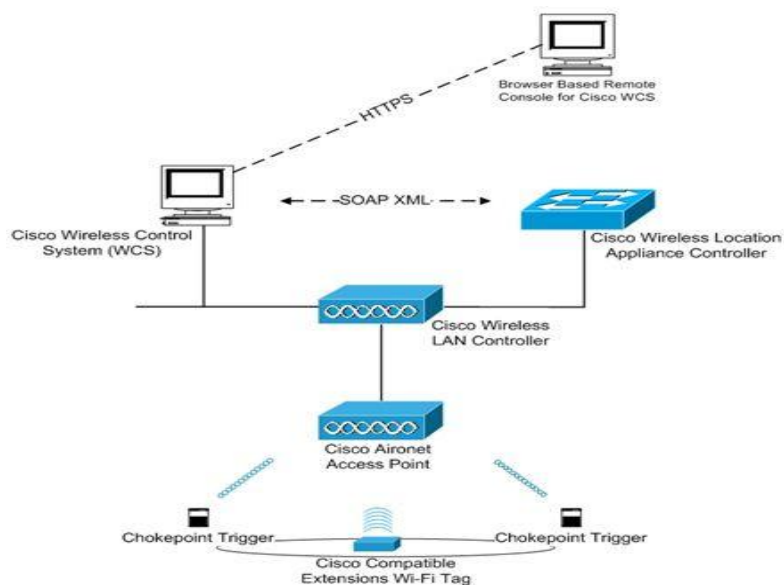 Browser Based Remote
Console for Cisco WCS
HTTPS
SOAP XML
Cisco Wireless Control
System (WCS)
Cisco Wireless Location
Appliance Controller
Cisco Wireless
LAN Controller
Cisco Aironet
Access Point
Chokepoint Trigger
Chokepoint Trigger
Cisco Compatible
Extensions Wi-Fi Tag